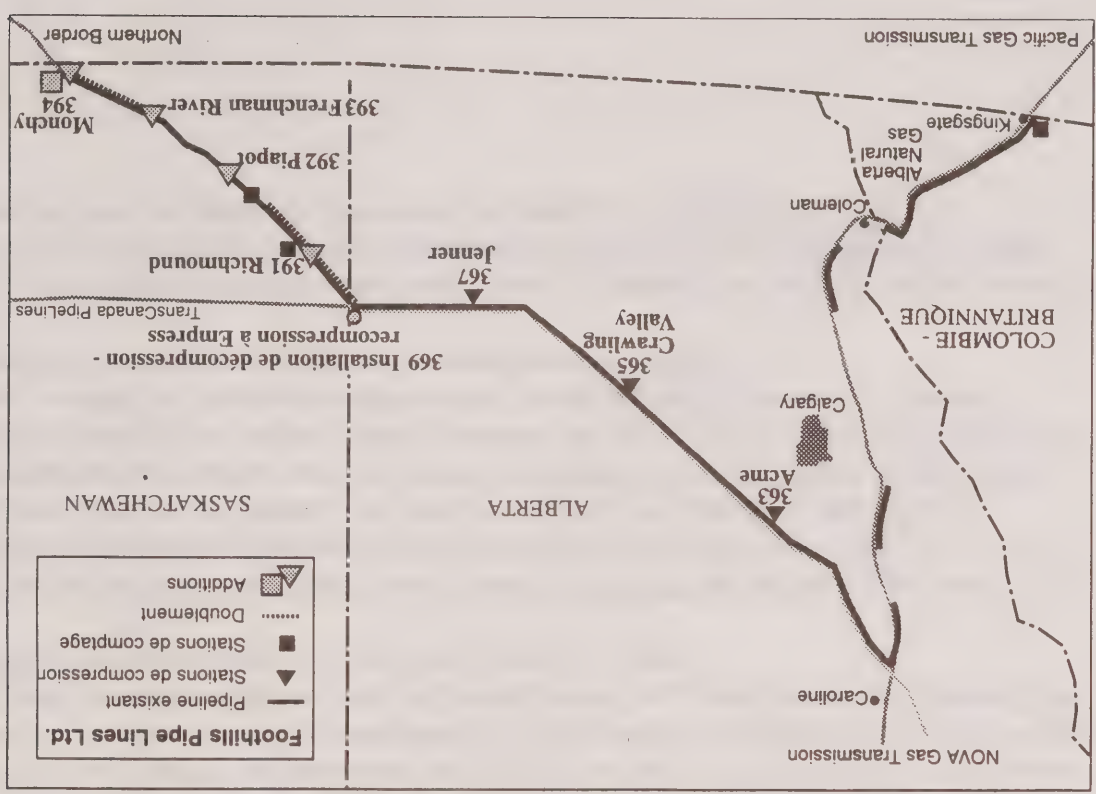 NOVA Gas Transmission
Caroline
Foothills Pipe Lines Ltd.
Pipeline existant
Stations de compression
Stations de comptage
Doublement
Additions
ALBERTA
SASKATCHEWAN
363
Acme
Calgary
365
Crawling
Valley
COLOMBIE -
BRITANNIQUE
369 Installation de décompression -
recompression à Empress
TransCanada PipeLines
367
Jenner
391 Richmound
Coleman
392 Piapot
Alberta
Natural
Gas
Kingsgate
393 Frenchman River
Monchy
394
Pacific Gas Transmission
Northern Border